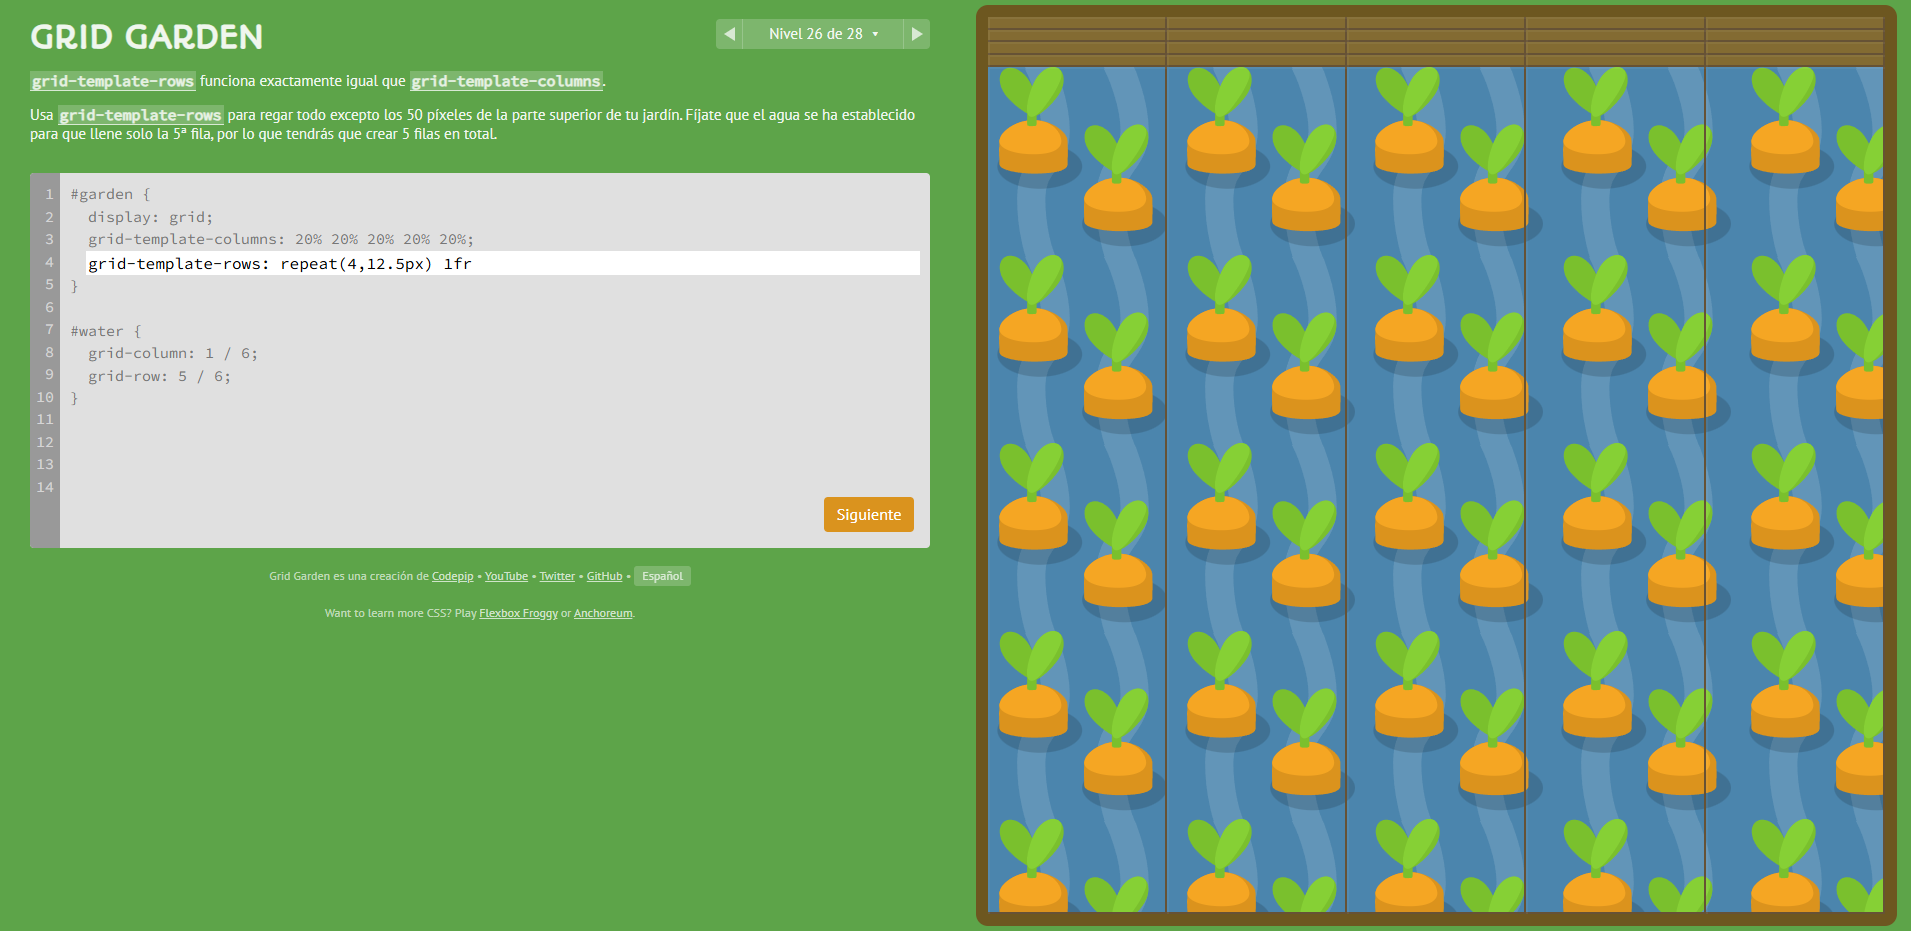 GRID GARDEN
Nivel 26 de 28
grid-template-rows funciona exactamente igual que grid-template-columns.
Usa grid-template-rows para regar todo excepto los 50 píxeles de la parte superior de tu jardín. Fíjate que el agua se ha establecido
para que llene solo la 5ª fila, por lo que tendrás que crear 5 filas en total.
1 #garden {
2 display: grid;
3 grid-template-columns: 20% 20% 20% 20% 20%;
4 grid-template-rows: repeat(4,12.5px) 1fr
5 }
6
7 #water {
8 grid-column: 1 / 6;
9 grid-row: 5 / 6;
10 }
11
12
13
14
Siguiente
Grid Garden es una creación de Codepip • YouTube • Twitter • GitHub • Español
Want to learn more CSS? Play Flexbox Froggy or Anchoreum.